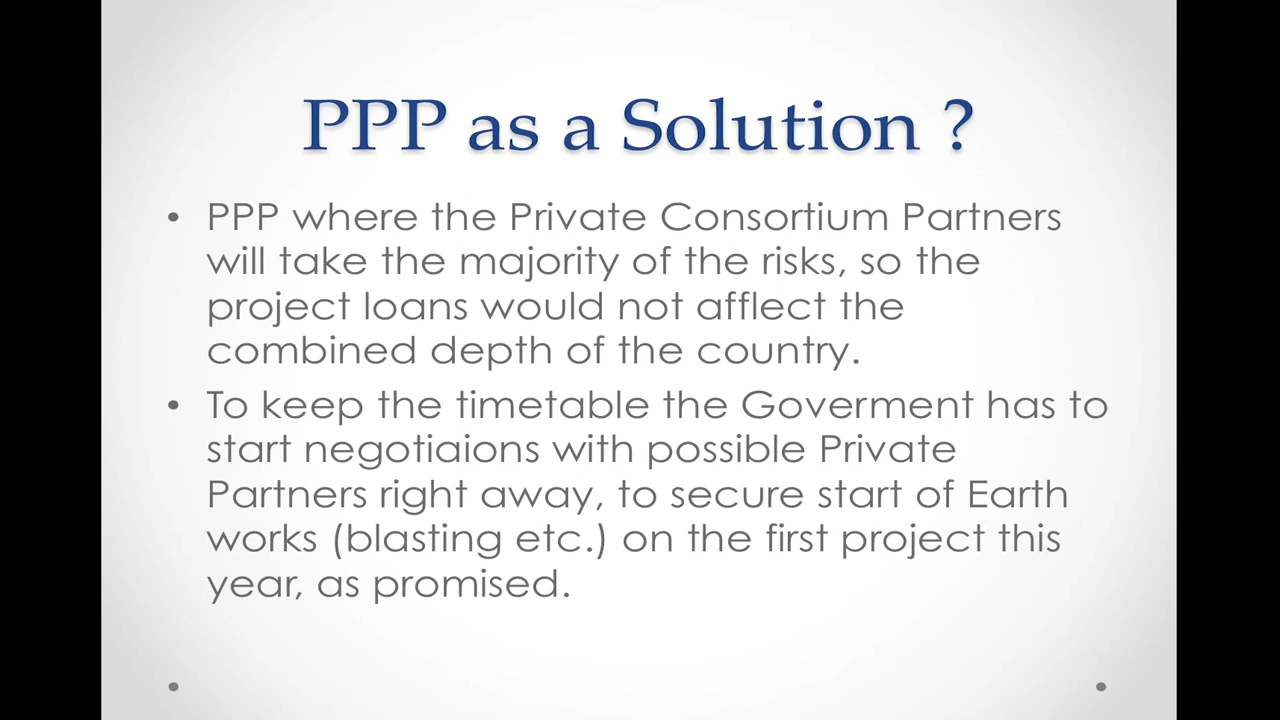 PPP as a Solution ?
• PPP where the Private Consortium Partners
will take the majority of the risks, so the
project loans would not afflect the
combined depth of the country.
• To keep the timetable the Goverment has to
start negotiaions with possible Private
Partners right away, to secure start of Earth
works (blasting etc.) on the first project this
year, as promised.